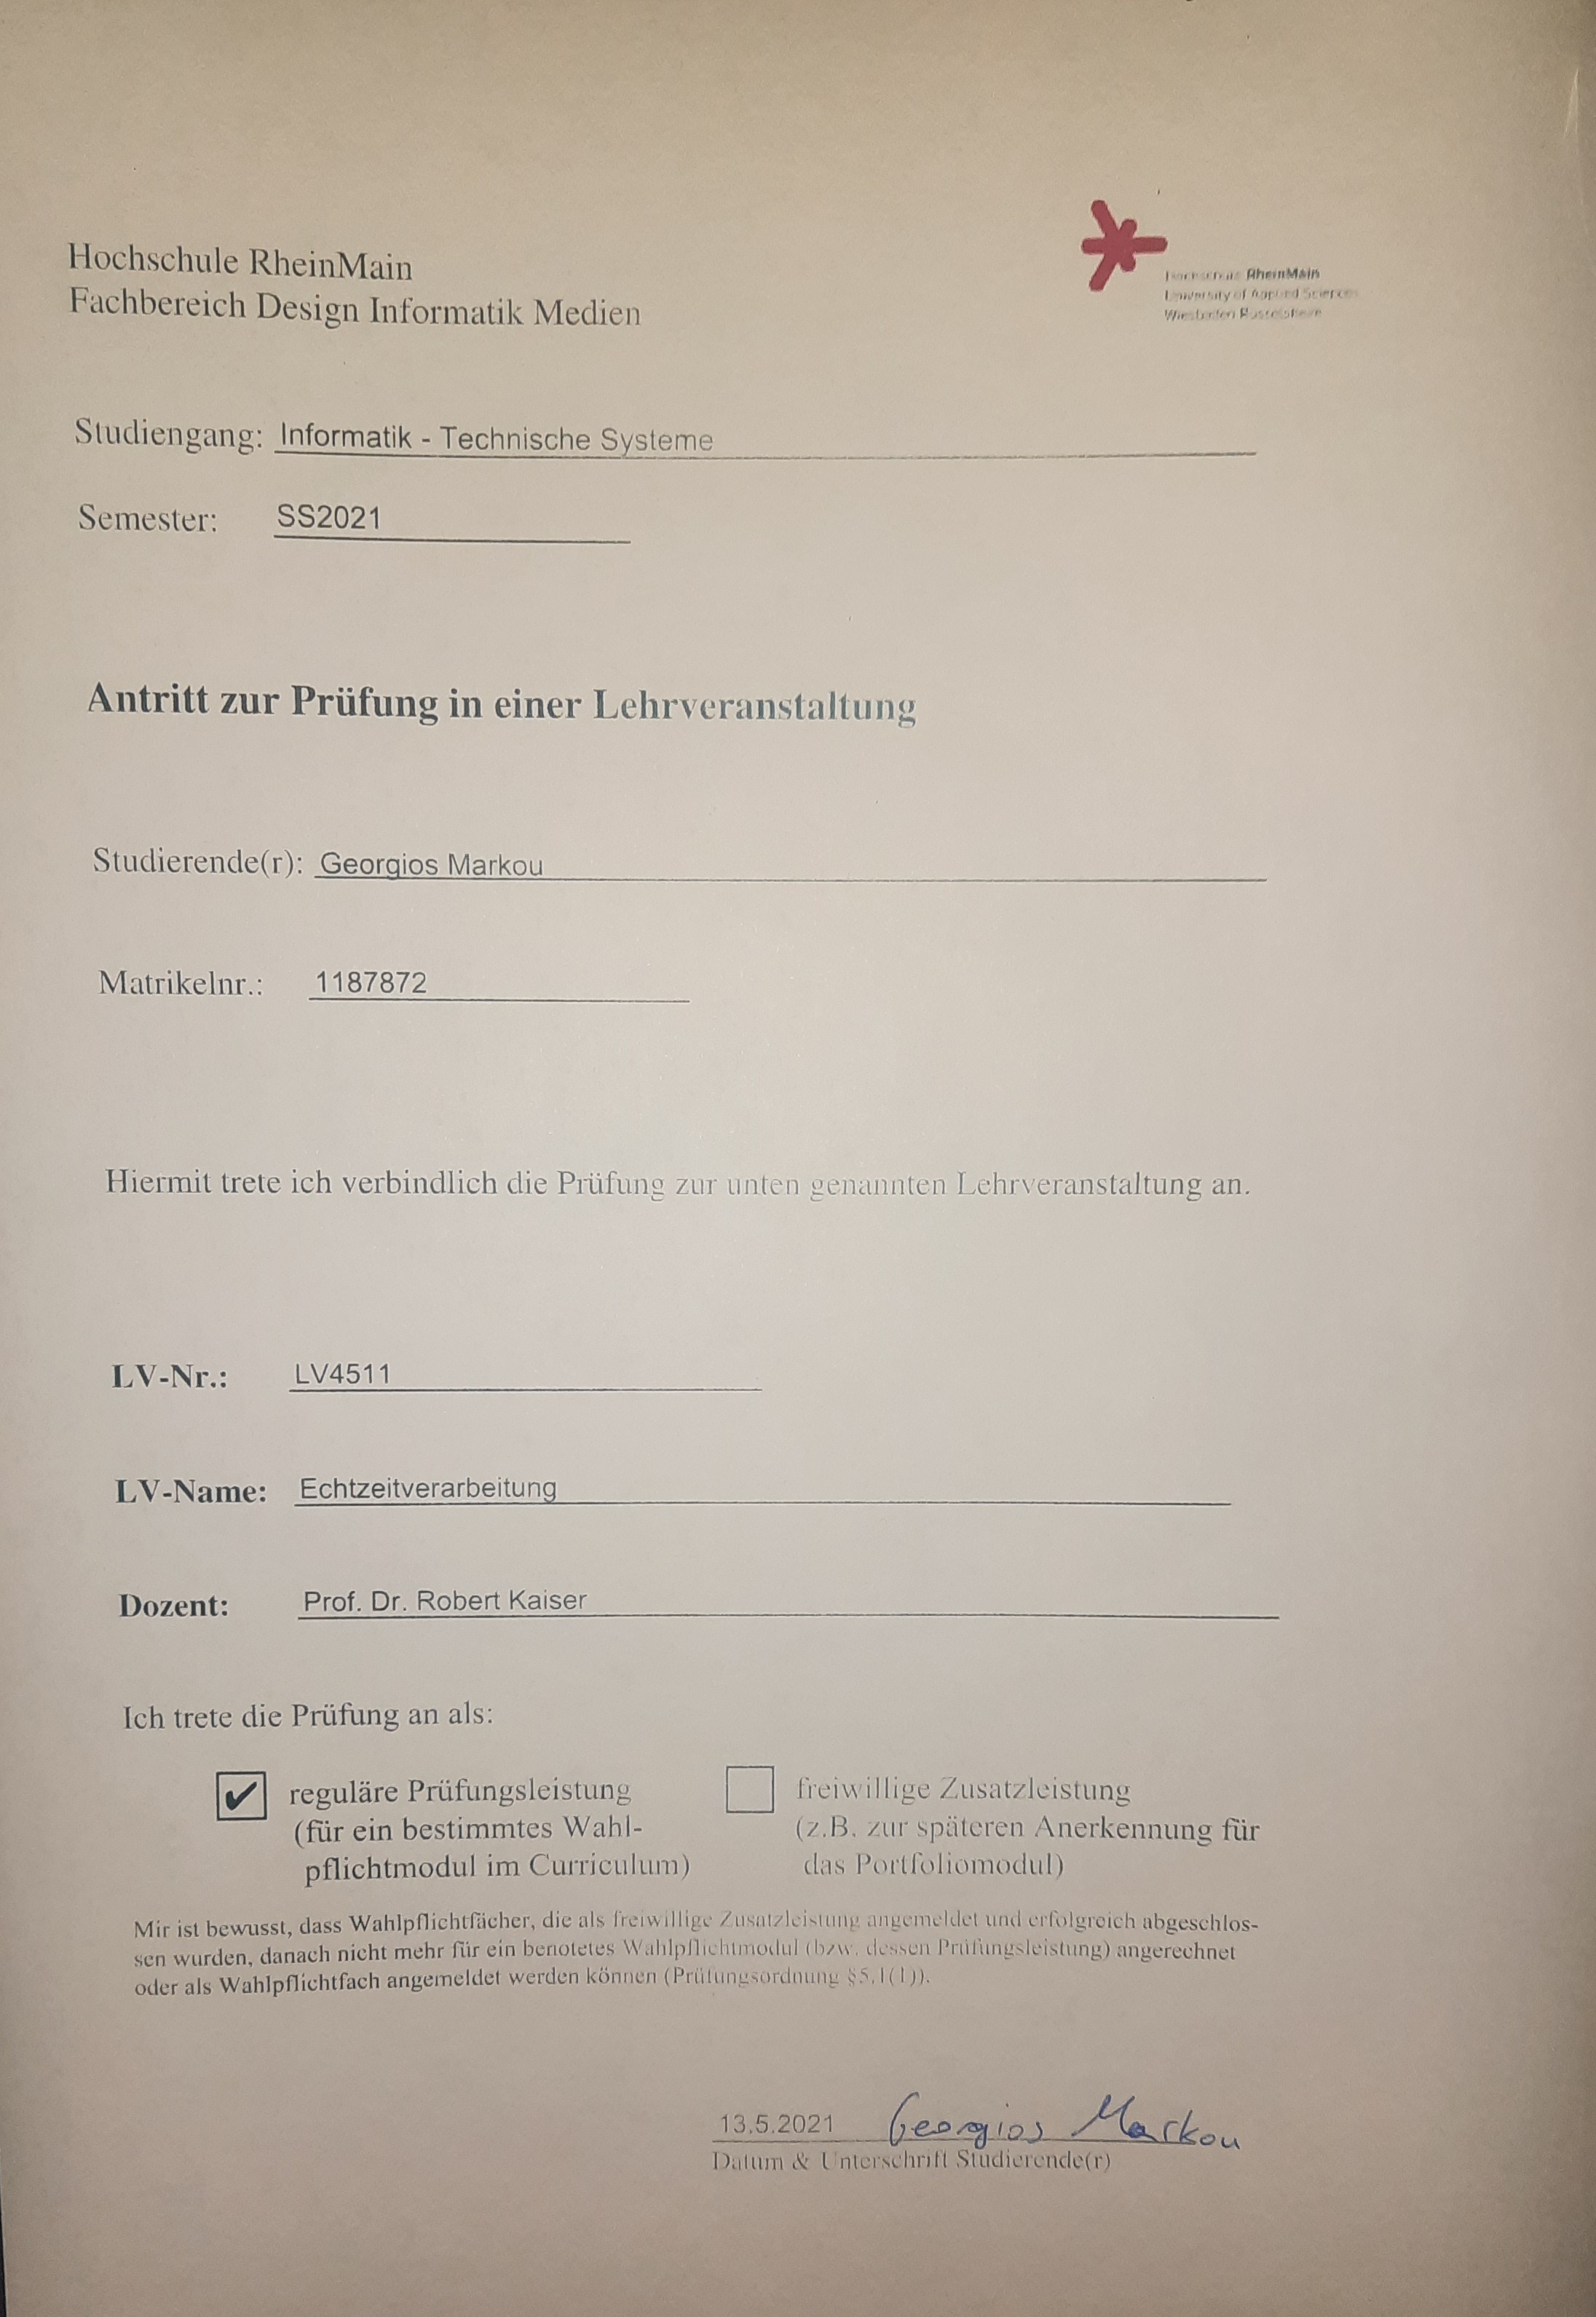 Hochschule RheinMain
Fachbereich Design Informatik Medien
Hochschule RheinMain
University of Applied Sciences
Wiesbaden Rüsselsheim
Studiengang: Informatik - Technische Systeme
Semester: SS2021
Antritt zur Prüfung in einer Lehrveranstaltung
Studierende(r): Georgios Markou
Matrikelnr.: 1187872
Hiermit trete ich verbindlich die Prüfung zur unten genannten Lehrveranstaltung an.
LV-Nr.: LV4511
LV-Name: Echtzeitverarbeitung
Dozent: Prof. Dr. Robert Kaiser
Ich trete die Prüfung an als:
✔ reguläre Prüfungsleistung
(für ein bestimmtes Wahl-
pflichtmodul im Curriculum)
freiwillige Zusatzleistung
(z.B. zur späteren Anerkennung für
das Portfoliomodul)
Mir ist bewusst, dass Wahlpflichtfächer, die als freiwillige Zusatzleistung angemeldet und erfolgreich abgeschlos-
sen wurden, danach nicht mehr für ein benotetes Wahlpflichtmodul (bzw. dessen Prüfungsleistung) angerechnet
oder als Wahlpflichtfach angemeldet werden können (Prüfungsordnung §5.1(1)).
13.5.2021 Georgios Markou
Datum & Unterschrift Studierende(r)